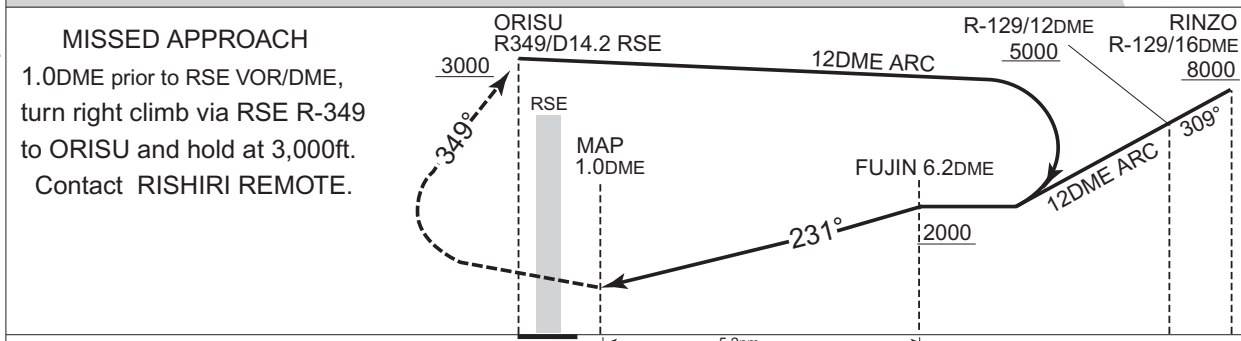 MISSED APPROACH
1.0DME prior to RSE VOR/DME,
turn right climb via RSE R-349
to ORISU and hold at 3,000ft.
Contact RISHIRI REMOTE.
ORISU
R349/D14.2 RSE
3000
349°
RSE
MAP
1.0DME
12DME ARC
231°
FUJIN 6.2DME
2000
R-129/12DME
5000
12DME ARC
309°
RINZO
R-129/16DME
8000